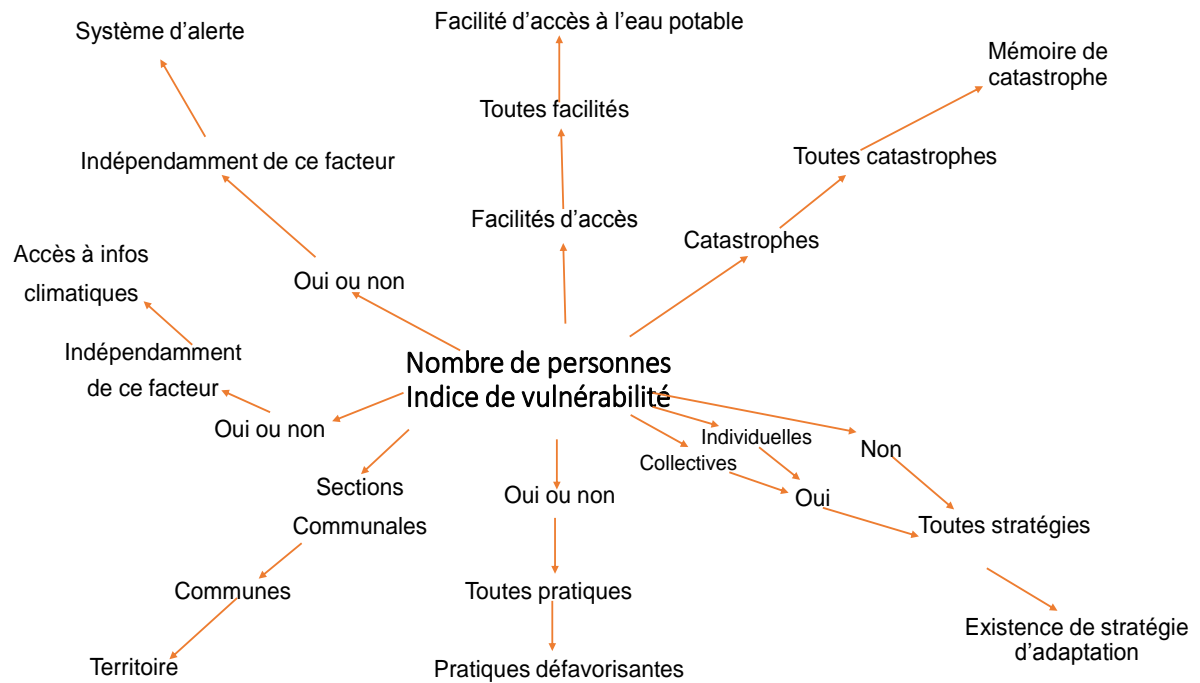 Système d'alerte
Facilité d'accès à l'eau potable
Mémoire de
catastrophe
Toutes facilités
Indépendamment de ce facteur
Toutes catastrophes
Facilités d'accès
Catastrophes
Accès à infos
climatiques
Oui ou non
Indépendamment
de ce facteur
Nombre de personnes
Indice de vulnérabilité
Oui ou non
Individuelles
Collectives
Non
Sections
Communales
Oui ou non
Oui
Toutes stratégies
Communes
Toutes pratiques
Existence de stratégie
d'adaptation
Territoire
Pratiques défavorisantes